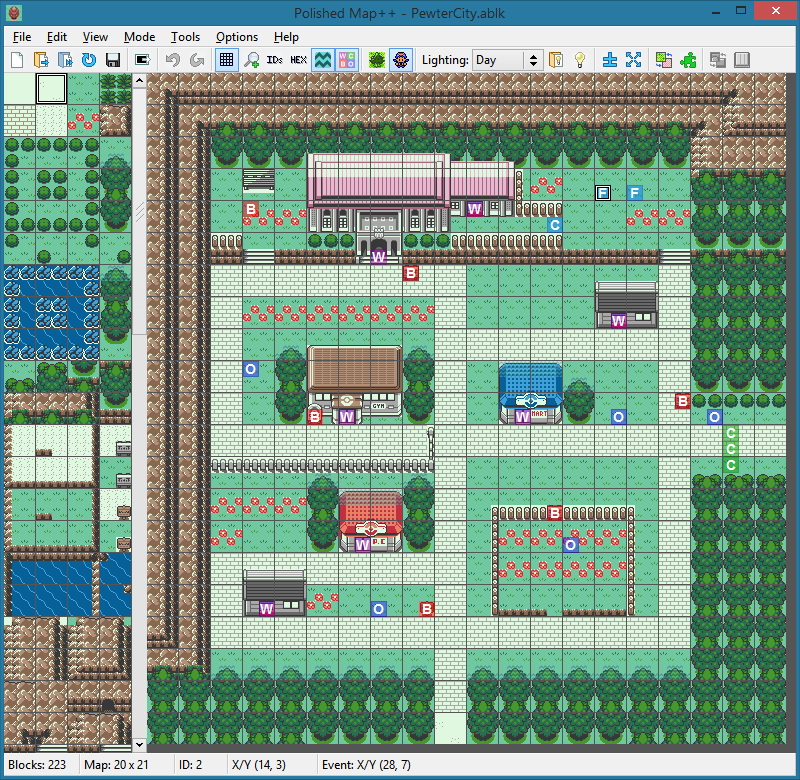 Polished Map++ - PewterCity.ablk
File Edit View Mode Tools Options Help
IDs HEX W C B O Lighting: Day
F F
B W
C
W
B
W
O
B W GYM W MART O B O
C
C
C
B
W P.C
O
W O B
Blocks: 223 Map: 20 x 21 ID: 2 X/Y (14, 3) Event: X/Y (28, 7)